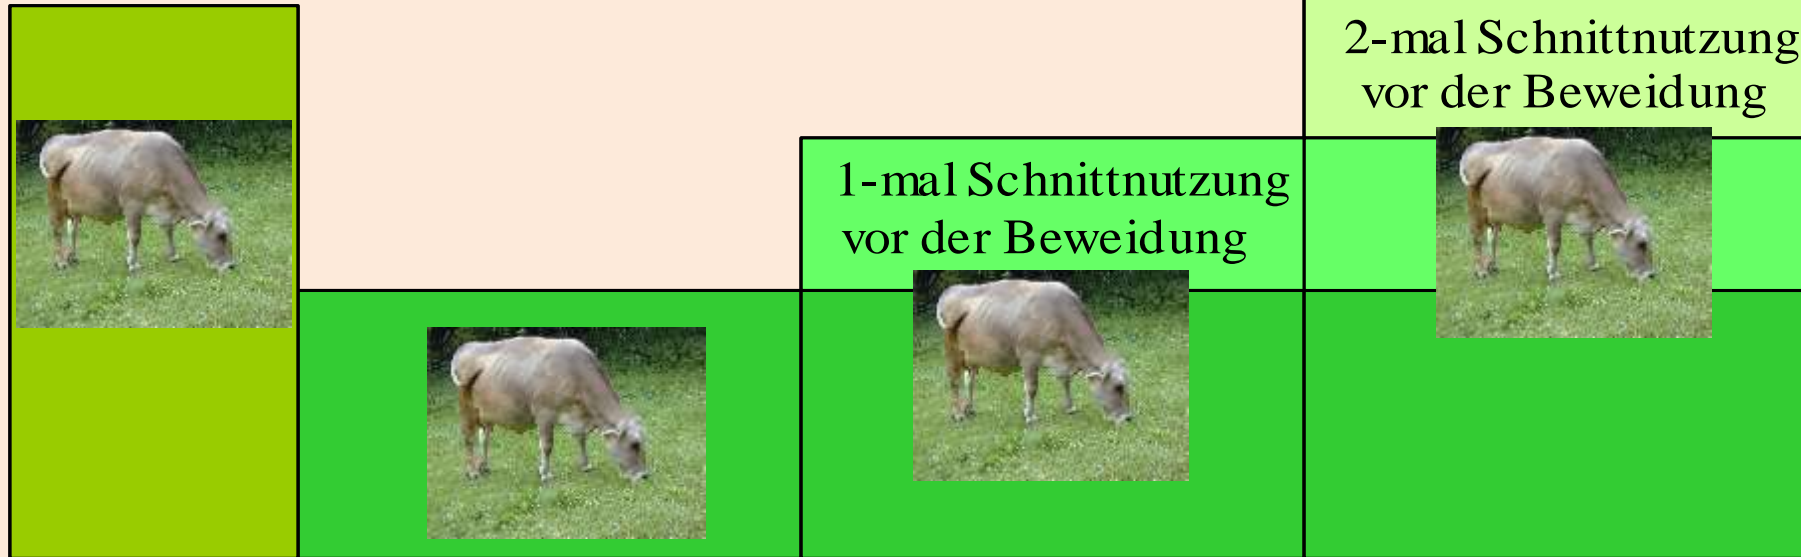 2-mal Schnittnutzung
vor der Beweidung
1-mal Schnittnutzung
vor der Beweidung